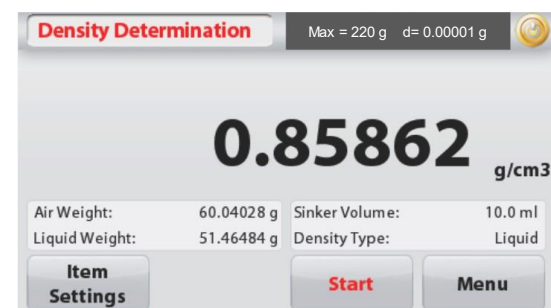 Density Determination Max = 220 g d= 0.00001 g
0.85862 g/cm3
Air Weight: 60.04028 g Sinker Volume: 10.0 ml
Liquid Weight: 51.46484 g Density Type: Liquid
Item Settings Start Menu